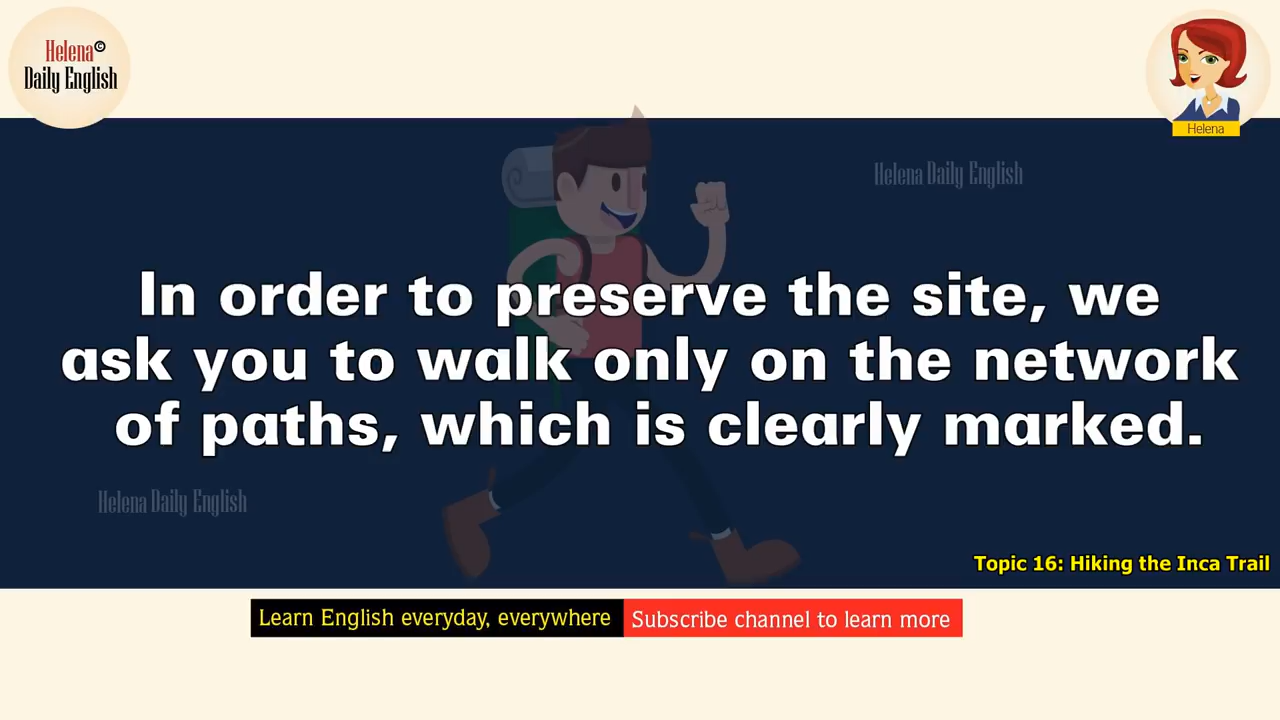 Helena©
Daily English
Helena
Helena Daily English
In order to preserve the site, we
ask you to walk only on the network
of paths, which is clearly marked.
Helena Daily English
Topic 16: Hiking the Inca Trail
Learn English everyday, everywhere
Subscribe channel to learn more